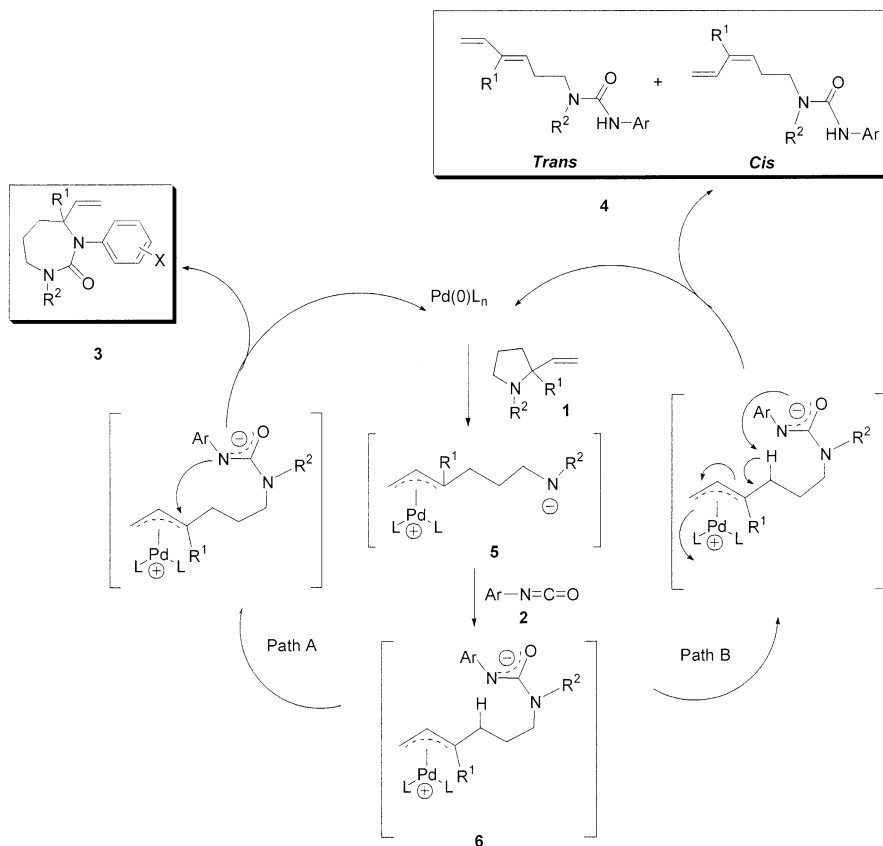 R1
O
N
R2
HN–Ar
Trans
+
R1
O
N
R2
HN–Ar
Cis
4
R1
N
N
O
X
R2
3
Pd(0)Ln
N
R1
R2
1
Ar
N
⊖
O
N
R2
Pd
L
L
⊕
R1
R1
R2
N
⊖
Pd
L
L
⊕
5
Ar
N
⊖
O
H
N
R2
Pd
L
L
⊕
R1
Ar–N=C=O
2
Path A
Path B
Ar
N
⊖
O
H
N
R2
Pd
L
L
⊕
R1
6